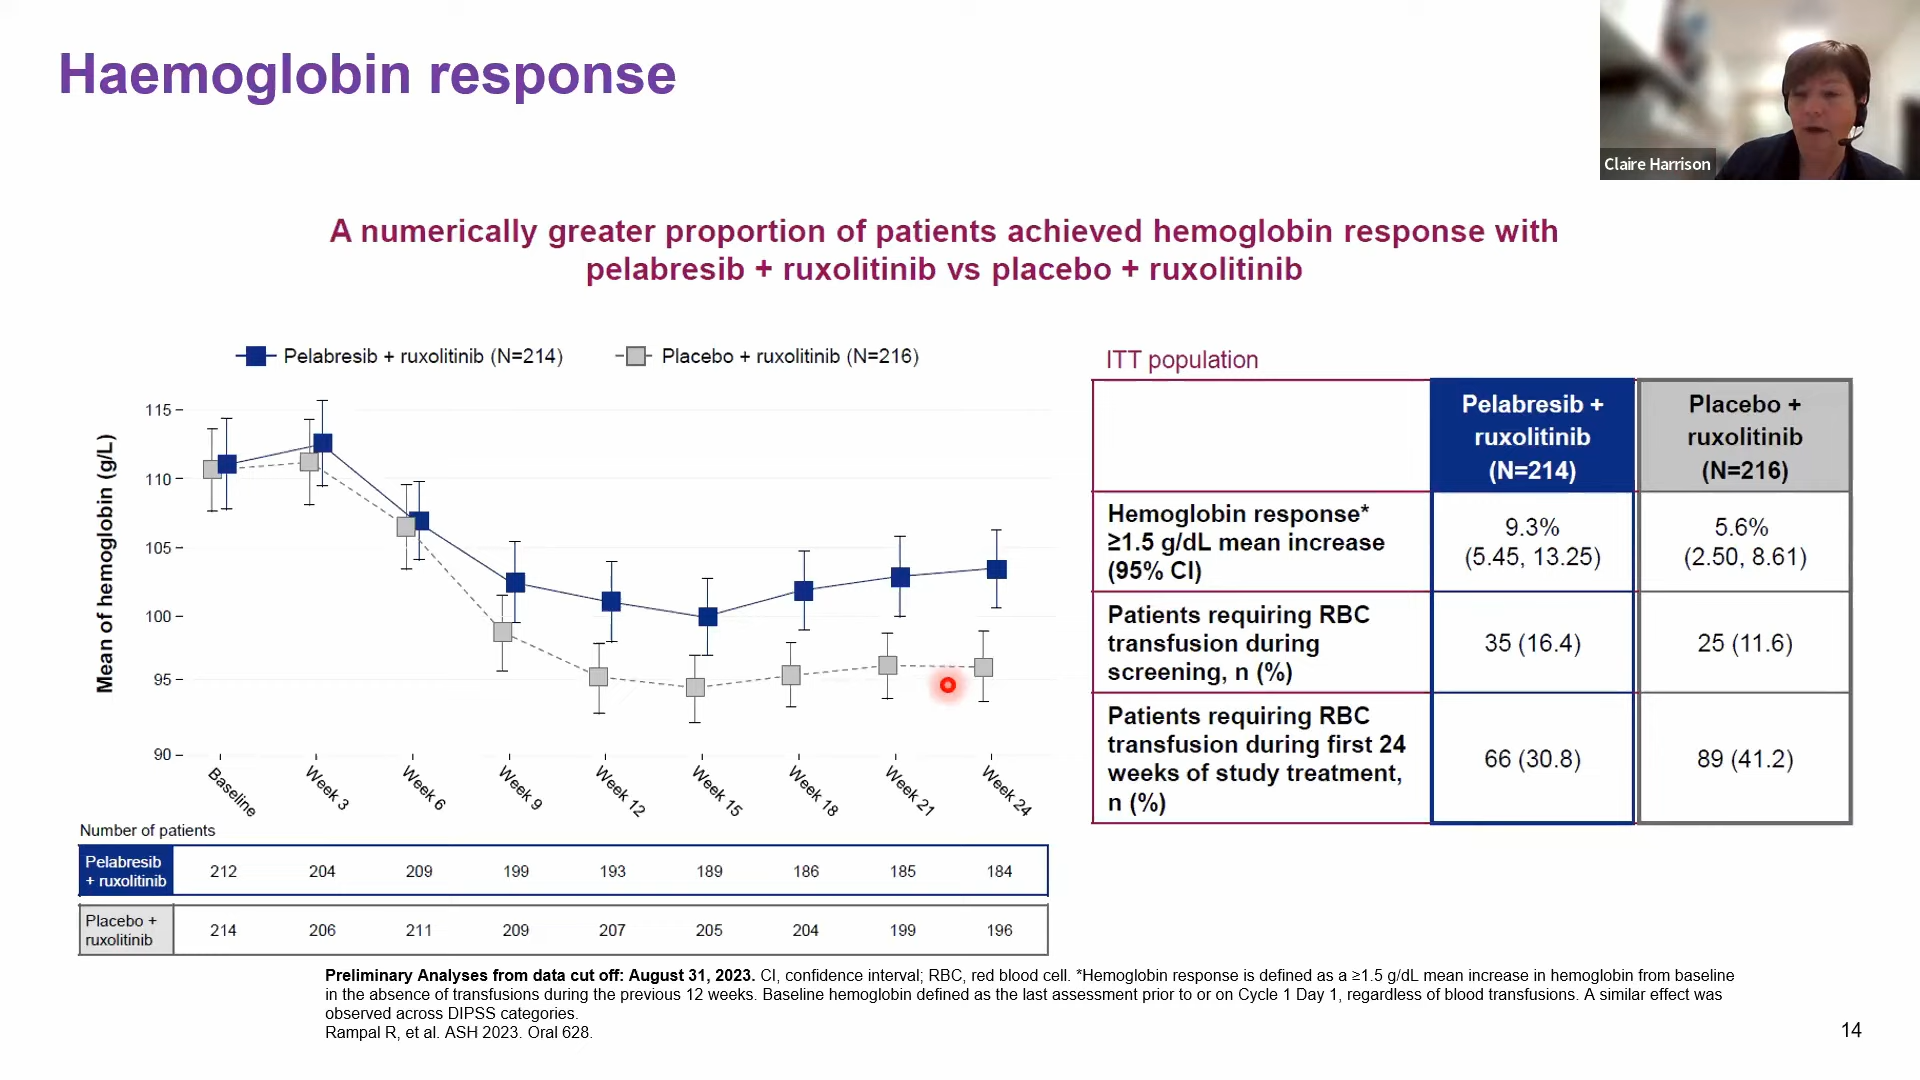 Haemoglobin response
Claire Harrison
A numerically greater proportion of patients achieved hemoglobin response with
pelabresib + ruxolitinib vs placebo + ruxolitinib
Pelabresib + ruxolitinib (N=214)
Placebo + ruxolitinib (N=216)
Mean of hemoglobin (g/L)
115
110
105
100
95
90
Baseline
Week 3
Week 6
Week 9
Week 12
Week 15
Week 18
Week 21
Week 24
Number of patients
Pelabresib
+ ruxolitinib
212 204 209 199 193 189 186 185 184
Placebo +
ruxolitinib
214 206 211 209 207 205 204 199 196
ITT population
Pelabresib +
ruxolitinib
(N=214)
Placebo +
ruxolitinib
(N=216)
Hemoglobin response*
≥1.5 g/dL mean increase
(95% CI)
9.3%
(5.45, 13.25)
5.6%
(2.50, 8.61)
Patients requiring RBC
transfusion during
screening, n (%)
35 (16.4)
25 (11.6)
Patients requiring RBC
transfusion during first 24
weeks of study treatment,
n (%)
66 (30.8)
89 (41.2)
Preliminary Analyses from data cut off: August 31, 2023. CI, confidence interval; RBC, red blood cell. *Hemoglobin response is defined as a ≥1.5 g/dL mean increase in hemoglobin from baseline
in the absence of transfusions during the previous 12 weeks. Baseline hemoglobin defined as the last assessment prior to or on Cycle 1 Day 1, regardless of blood transfusions. A similar effect was
observed across DIPSS categories.
Rampal R, et al. ASH 2023. Oral 628.
14